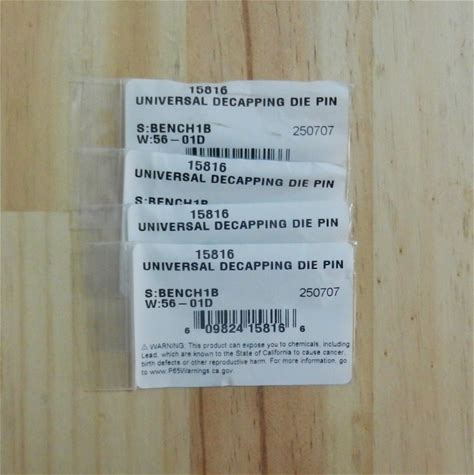 15816
UNIVERSAL DECAPPING DIE PIN
S:BENCH1B 250707
W:56-01D
15816
UNIVERSAL DECAPPING DIE PIN
S:BENCH1B
15816
UNIVERSAL DECAPPING DIE PIN
15816
UNIVERSAL DECAPPING DIE PIN
S:BENCH1B 250707
W:56-01D
6 09824 15816 6
⚠ WARNING: This product can expose you to chemicals, including
Lead, which are known to the State of California to cause cancer,
birth defects or other reproductive harm. For more information, go
to www.P65Warnings.ca.gov.